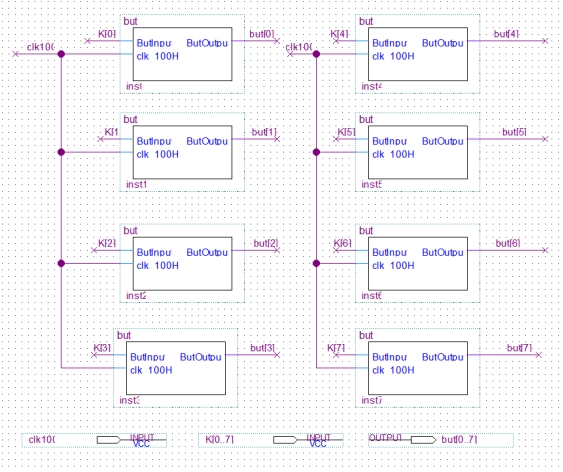 but
K[0]
ButInpu ButOutpu
but[0]
clk10(
clk 100H
inst
but
K[4]
ButInpu ButOutpu
but[4]
clk10(
clk 100H
inst4
but
K[1
ButInpu ButOutpu
but[1]
clk 100H
inst1
but
K[5]
ButInpu ButOutpu
but[5]
clk 100H
inst5
but
K[2]
ButInpu ButOutpu
but[2]
clk 100H
inst2
but
K[6]
ButInpu ButOutpu
but[6]
clk 100H
inst6
but
K[3]
ButInpu ButOutpu
but[3]
clk 100H
inst3
but
K[7]
ButInpu ButOutpu
but[7]
clk 100H
inst7
clk10(
INPUT
VCC
K[0..7]
INPUT
VCC
OUTPUT
but[0..7]